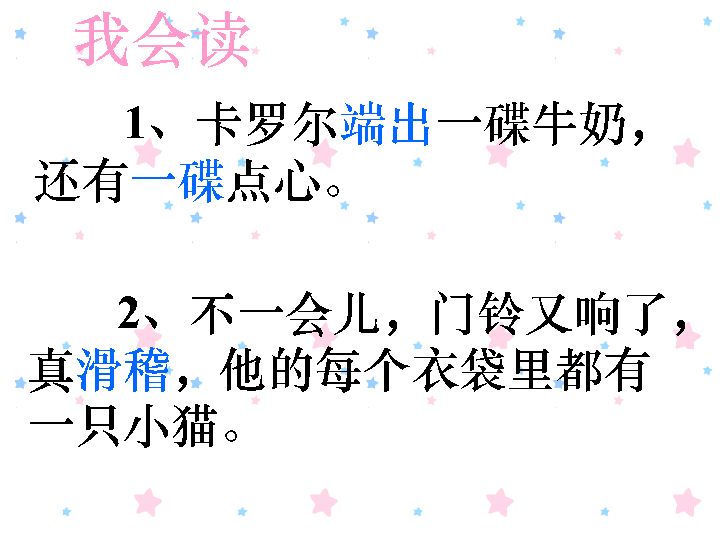 我会读
1、卡罗尔端出一碟牛奶，
还有一碟点心。
2、不一会儿，门铃又响了，
真滑稽，他的每个衣袋里都有
一只小猫。